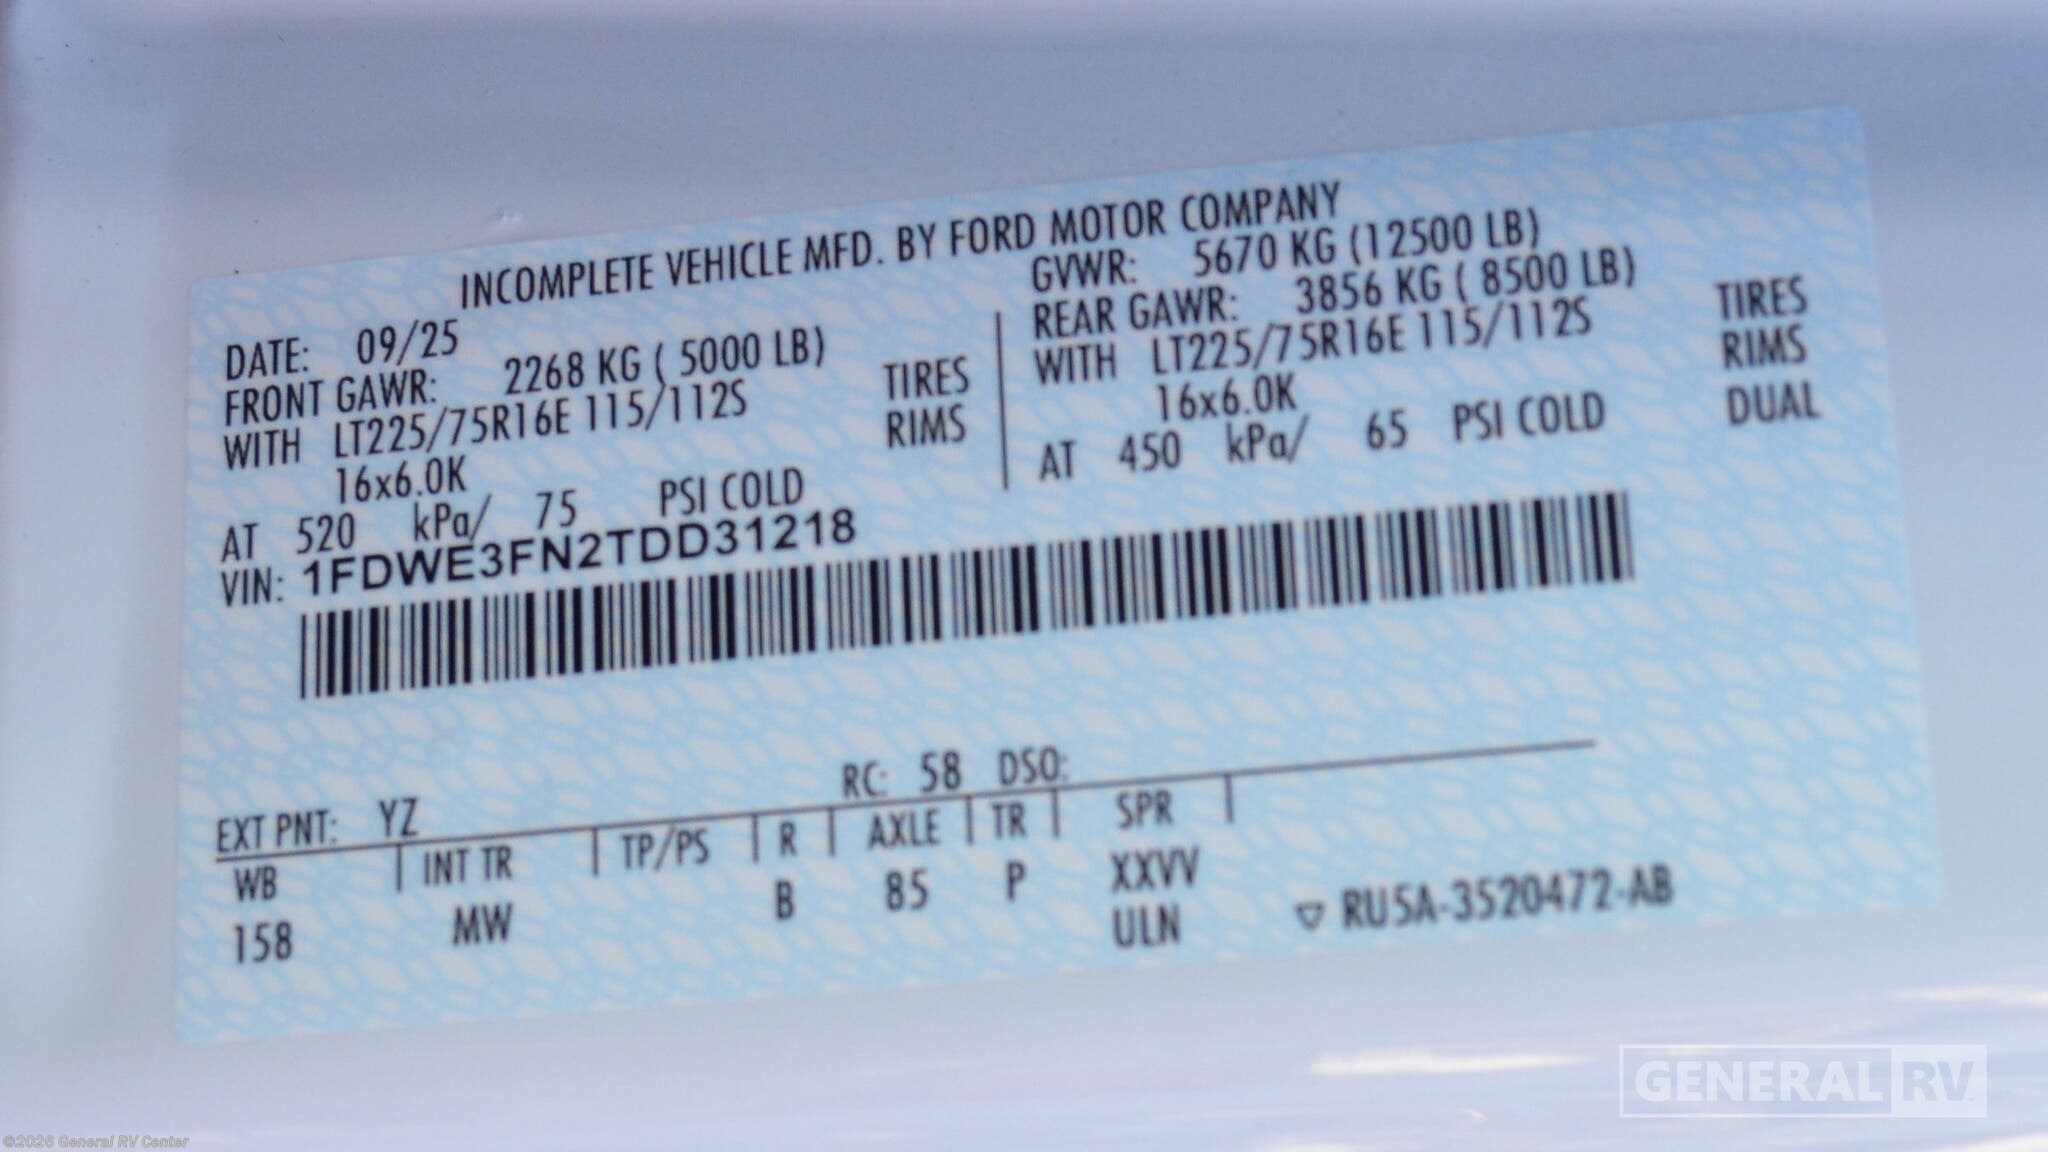 INCOMPLETE VEHICLE MFD. BY FORD MOTOR COMPANY
DATE: 09/25
GVWR: 5670 KG (12500 LB)
FRONT GAWR: 2268 KG ( 5000 LB)
REAR GAWR: 3856 KG ( 8500 LB)
WITH LT225/75R16E 115/112S TIRES
WITH LT225/75R16E 115/112S TIRES
16x6.0K RIMS
16x6.0K RIMS
AT 520 kPa/ 75 PSI COLD
AT 450 kPa/ 65 PSI COLD DUAL
VIN: 1FDWE3FN2TDD31218
EXT PNT: YZ RC: 58 DSO:
WB INT TR TP/PS R AXLE TR SPR
158 MW B 85 P XXVV
ULN
▽ RU5A-3520472-AB
GENERAL RV
©2026 General RV Center